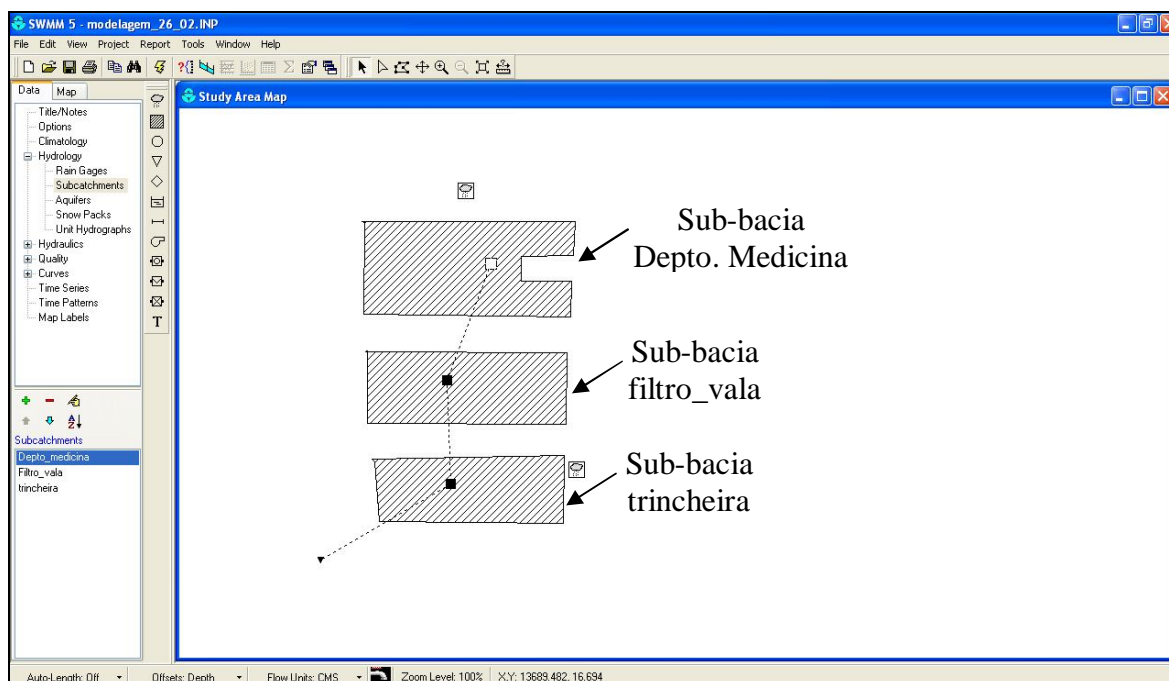 SWMM 5 - modelagem_26_02.INP
File Edit View Project Report Tools Window Help
Data Map
Study Area Map
Title/Notes
Options
Climatology
Hydrology
Rain Gages
Subcatchments
Aquifers
Snow Packs
Unit Hydrographs
Hydraulics
Quality
Curves
Time Series
Time Patterns
Map Labels
T
Sub-bacia
Depto. Medicina
Sub-bacia
filtro_vala
Sub-bacia
trincheira
Subcatchments
Depto_medicina
Filtro_vala
trincheira
Auto-Length: Off Offsets: Depth Flow Units: CMS Zoom Level: 100% X,Y: 13689.482, 16.694